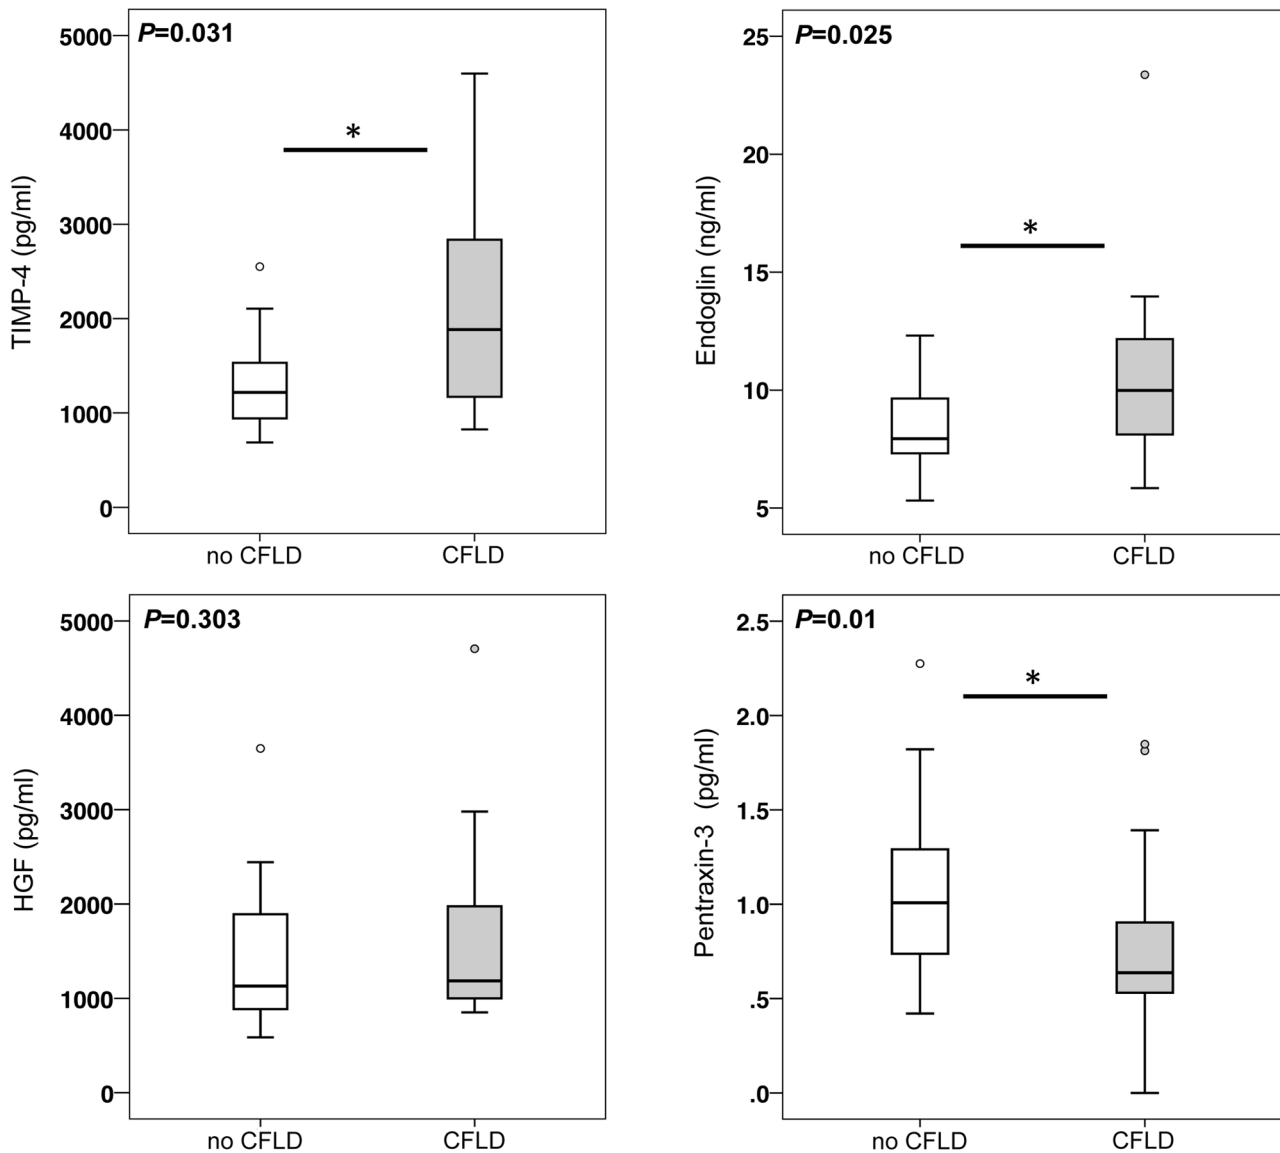 P=0.031
TIMP-4 (pg/ml)
5000
4000
3000
2000
1000
0
*
no CFLD
CFLD
P=0.025
Endoglin (ng/ml)
25
20
15
10
5
*
no CFLD
CFLD
P=0.303
HGF (pg/ml)
5000
4000
3000
2000
1000
0
no CFLD
CFLD
P=0.01
Pentraxin-3 (pg/ml)
2.5
2.0
1.5
1.0
.5
.0
*
no CFLD
CFLD